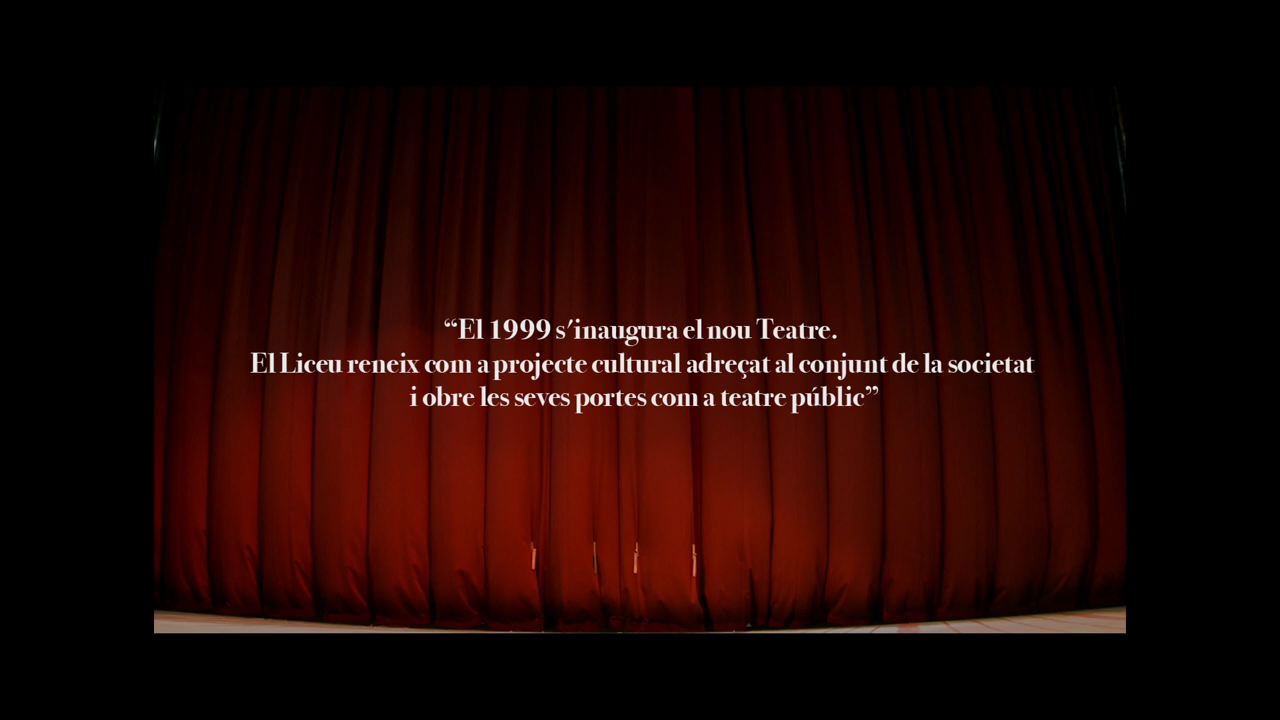 “El 1999 s'inaugura el nou Teatre.
El Liceu reneix com a projecte cultural adreçat al conjunt de la societat
i obre les seves portes com a teatre públic”